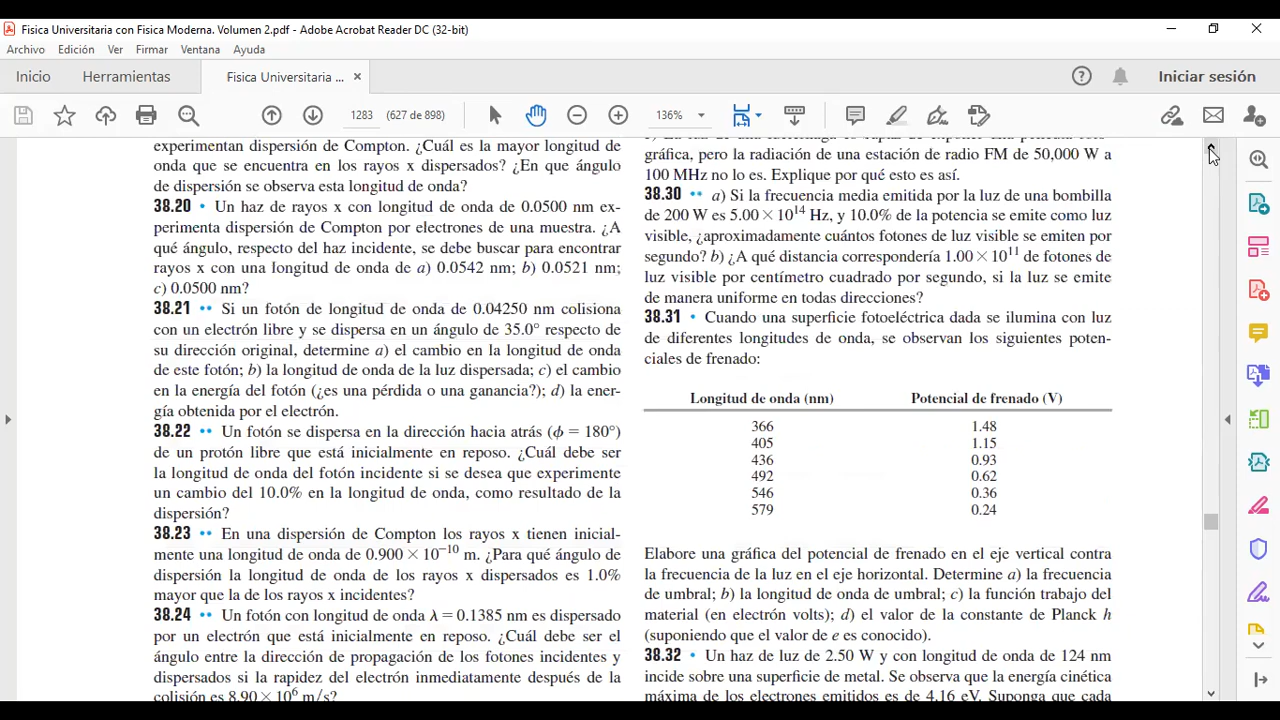 Fisica Universitaria con Fisica Moderna. Volumen 2.pdf - Adobe Acrobat Reader DC (32-bit)
Archivo Edición Ver Firmar Ventana Ayuda
Inicio Herramientas Fisica Universitaria ... × Iniciar sesión
1283 (627 de 898) 136%
experimentan dispersión de Compton. ¿Cuál es la mayor longitud de
onda que se encuentra en los rayos x dispersados? ¿En que ángulo
de dispersión se observa esta longitud de onda?
38.20 • Un haz de rayos x con longitud de onda de 0.0500 nm ex-
perimenta dispersión de Compton por electrones de una muestra. ¿A
qué ángulo, respecto del haz incidente, se debe buscar para encontrar
rayos x con una longitud de onda de a) 0.0542 nm; b) 0.0521 nm;
c) 0.0500 nm?
38.21 •• Si un fotón de longitud de onda de 0.04250 nm colisiona
con un electrón libre y se dispersa en un ángulo de 35.0° respecto de
su dirección original, determine a) el cambio en la longitud de onda
de este fotón; b) la longitud de onda de la luz dispersada; c) el cambio
en la energía del fotón (¿es una pérdida o una ganancia?); d) la ener-
gía obtenida por el electrón.
38.22 •• Un fotón se dispersa en la dirección hacia atrás (ϕ = 180°)
de un protón libre que está inicialmente en reposo. ¿Cuál debe ser
la longitud de onda del fotón incidente si se desea que experimente
un cambio del 10.0% en la longitud de onda, como resultado de la
dispersión?
38.23 •• En una dispersión de Compton los rayos x tienen inicial-
mente una longitud de onda de 0.900 × 10⁻¹⁰ m. ¿Para qué ángulo de
dispersión la longitud de onda de los rayos x dispersados es 1.0%
mayor que la de los rayos x incidentes?
38.24 •• Un fotón con longitud de onda λ = 0.1385 nm es dispersado
por un electrón que está inicialmente en reposo. ¿Cuál debe ser el
ángulo entre la dirección de propagación de los fotones incidentes y
dispersados si la rapidez del electrón inmediatamente después de la
colisión es 8.90 × 10⁶ m/s?
gráfica, pero la radiación de una estación de radio FM de 50,000 W a
100 MHz no lo es. Explique por qué esto es así.
38.30 •• a) Si la frecuencia media emitida por la luz de una bombilla
de 200 W es 5.00 × 10¹⁴ Hz, y 10.0% de la potencia se emite como luz
visible, ¿aproximadamente cuántos fotones de luz visible se emiten por
segundo? b) ¿A qué distancia correspondería 1.00 × 10¹¹ de fotones de
luz visible por centímetro cuadrado por segundo, si la luz se emite
de manera uniforme en todas direcciones?
38.31 • Cuando una superficie fotoeléctrica dada se ilumina con luz
de diferentes longitudes de onda, se observan los siguientes poten-
ciales de frenado:
Longitud de onda (nm) Potencial de frenado (V)
366 1.48
405 1.15
436 0.93
492 0.62
546 0.36
579 0.24
Elabore una gráfica del potencial de frenado en el eje vertical contra
la frecuencia de la luz en el eje horizontal. Determine a) la frecuencia
de umbral; b) la longitud de onda de umbral; c) la función trabajo del
material (en electrón volts); d) el valor de la constante de Planck h
(suponiendo que el valor de e es conocido).
38.32 • Un haz de luz de 2.50 W y con longitud de onda de 124 nm
incide sobre una superficie de metal. Se observa que la energía cinética
máxima de los electrones emitidos es de 4.16 eV. Suponga que cada